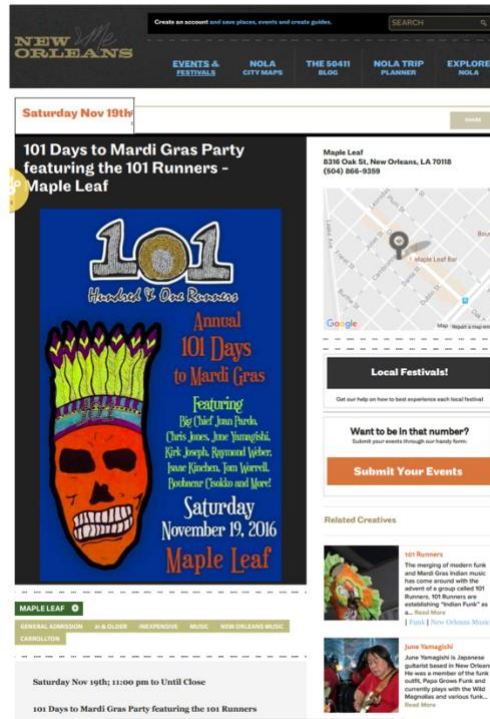 NEW
& Me
ORLEANS
Create an account and save places, events and create guides.
SEARCH
EVENTS &
FESTIVALS
NOLA
CITY MAPS
THE 50411
BLOG
NOLA TRIP
PLANNER
EXPLORE
NOLA
Saturday Nov 19th
SHARE
101 Days to Mardi Gras Party
featuring the 101 Runners -
Maple Leaf
101
Hundred & One Runners
Annual
101 Days
to Mardi Gras
Featuring
Big Chief Juan Pardo,
Chris Jones, June Yamagishi,
Kirk Joseph, Raymond Weber,
Isaac Kinchen, Tom Worrell,
Boubacar Cisokko and More!
Saturday
November 19, 2016
Maple Leaf
MAPLE LEAF
GENERAL ADMISSION
21 & OLDER
INEXPENSIVE
MUSIC
NEW ORLEANS MUSIC
CARROLLTON
Saturday Nov 19th; 11:00 pm to Until Close
101 Days to Mardi Gras Party featuring the 101 Runners
Maple Leaf
8316 Oak St, New Orleans, LA 70118
(504) 866-9359
Maple Leaf Bar
Google
Local Festivals!
Get our help on how to best experience each local festival
Want to be in that number?
Submit your events through our handy form:
Submit Your Events
Related Creatives
101 Runners
The merging of modern funk
and Mardi Gras Indian music
has come around with the
advent of a group called 101
Runners. 101 Runners are
establishing "Indian Funk" as
a... Read More
| Funk | New Orleans Music
June Yamagishi
June Yamagishi is Japanese
guitarist based in New Orleans
He was a member of the funk
outfit, Papa Grows Funk and
currently plays with the Wild
Magnolias and various funk...
Read More